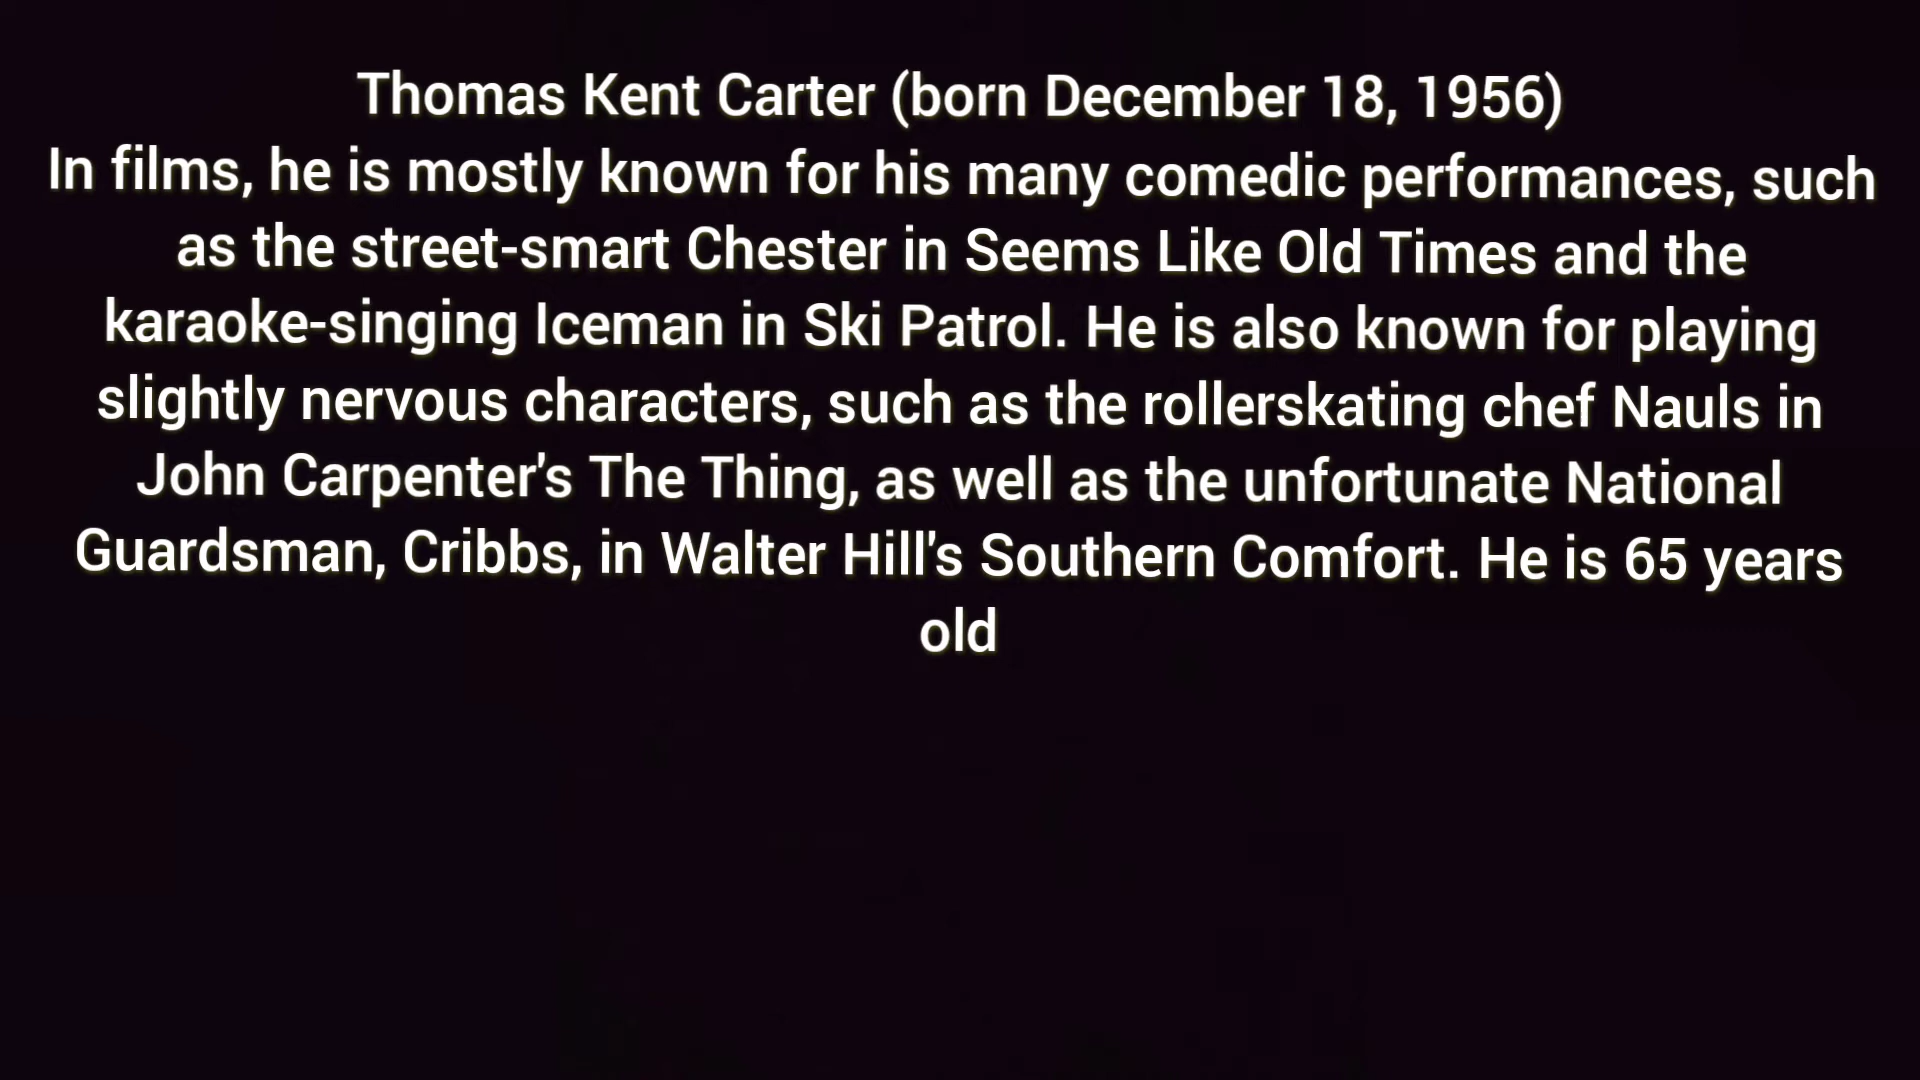 Thomas Kent Carter (born December 18, 1956)
In films, he is mostly known for his many comedic performances, such
as the street-smart Chester in Seems Like Old Times and the
karaoke-singing Iceman in Ski Patrol. He is also known for playing
slightly nervous characters, such as the rollerskating chef Nauls in
John Carpenter's The Thing, as well as the unfortunate National
Guardsman, Cribbs, in Walter Hill's Southern Comfort. He is 65 years
old